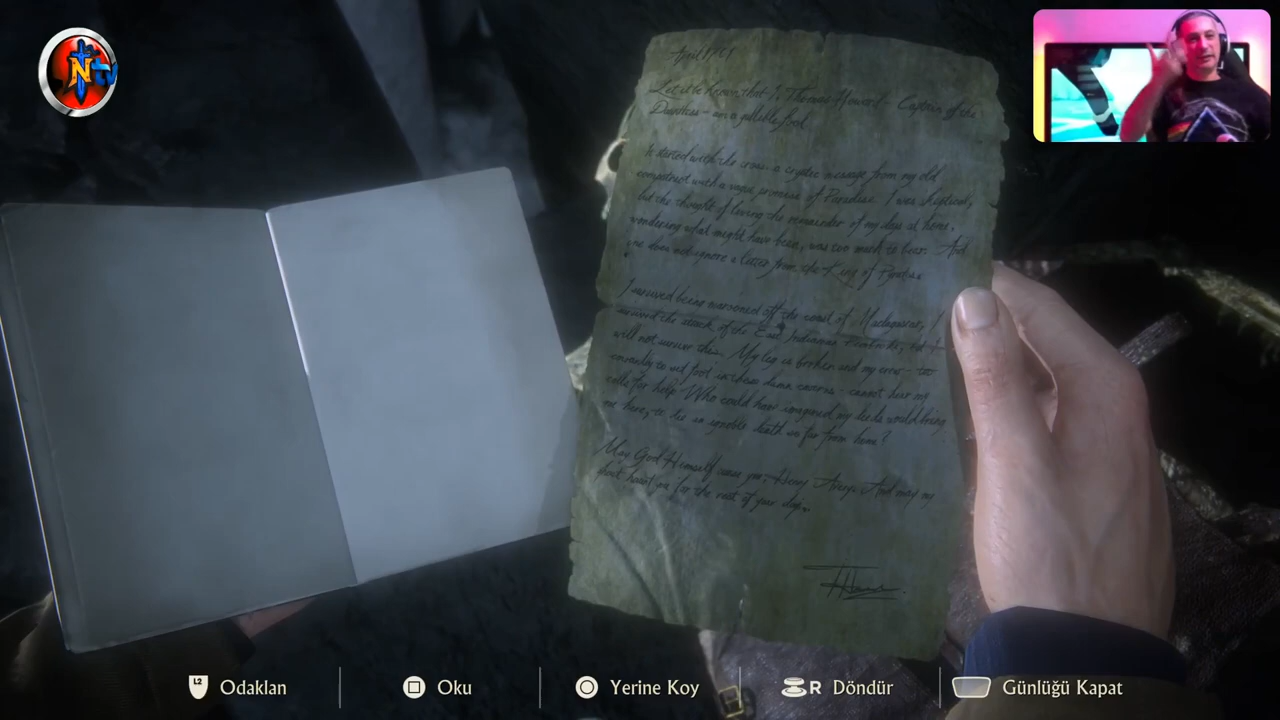 Ntv
April 1701
Let it be known that I, Thomas Howard - Captain of the
Dauntless - am a gullible fool.
It started with the cross: a cryptic message from my old
compatriot with a vague promise of Paradise. I was skeptical,
but the thought of living the remainder of my days at home,
wondering what might have been, was too much to bear. And
one does not ignore a letter from the King of Pirates.
I survived being marooned off the coast of Madagascar, I
survived the attack of the East Indiaman, but I
will not survive this. My leg is broken and my crew - too
cowardly to set foot in these damn caverns - cannot hear my
calls for help. Who could have imagined my deeds would bring
me here, to die an ignoble death so far from home?
May God Himself curse you, Henry Avery. And may my
ghost haunt you for the rest of your days.
L2 Odaklan
Oku
Yerine Koy
R Döndür
Günlüğü Kapat